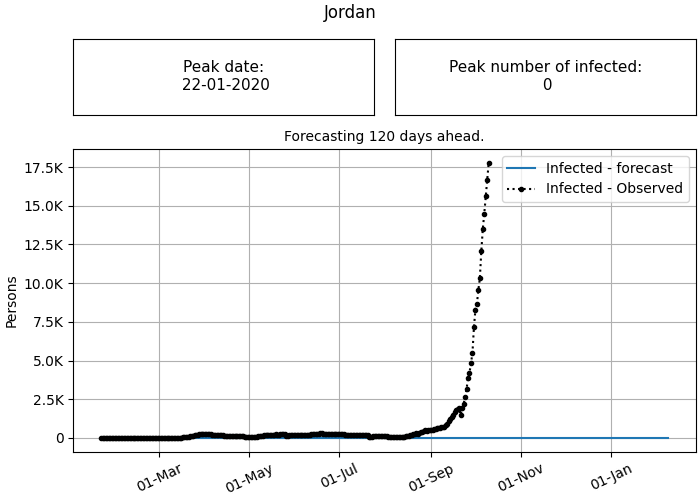 Jordan
Peak date:
22-01-2020
Peak number of infected:
0
Forecasting 120 days ahead.
Infected - forecast
Infected - Observed
Persons
17.5K
15.0K
12.5K
10.0K
7.5K
5.0K
2.5K
0
01-Mar
01-May
01-Jul
01-Sep
01-Nov
01-Jan